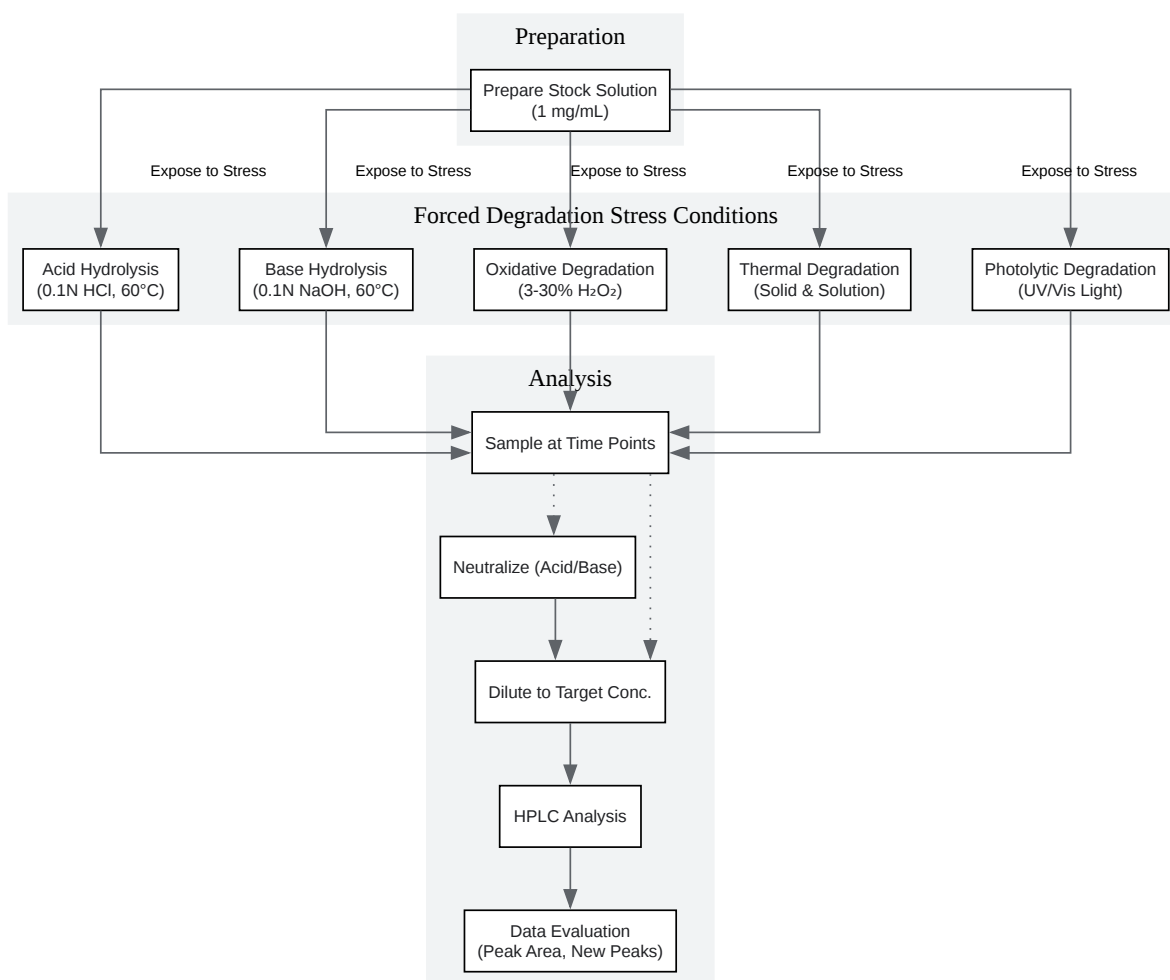 Preparation
Prepare Stock Solution
(1 mg/mL)
Expose to Stress
Expose to Stress
Expose to Stress
Expose to Stress
Expose to Stress
Forced Degradation Stress Conditions
Acid Hydrolysis
(0.1N HCl, 60°C)
Base Hydrolysis
(0.1N NaOH, 60°C)
Oxidative Degradation
(3-30% H₂O₂)
Thermal Degradation
(Solid & Solution)
Photolytic Degradation
(UV/Vis Light)
Analysis
Sample at Time Points
Neutralize (Acid/Base)
Dilute to Target Conc.
HPLC Analysis
Data Evaluation
(Peak Area, New Peaks)